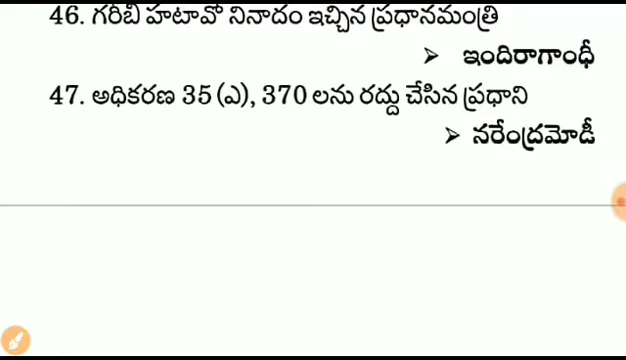 46. గరీబి హటావో నినాదం ఇచ్చిన ప్రధానమంత్రి
➢ ఇందిరాగాంధీ
47. అధికరణ 35 (ఎ), 370 లను రద్దు చేసిన ప్రధాని
➢ నరేంద్రమోడీ